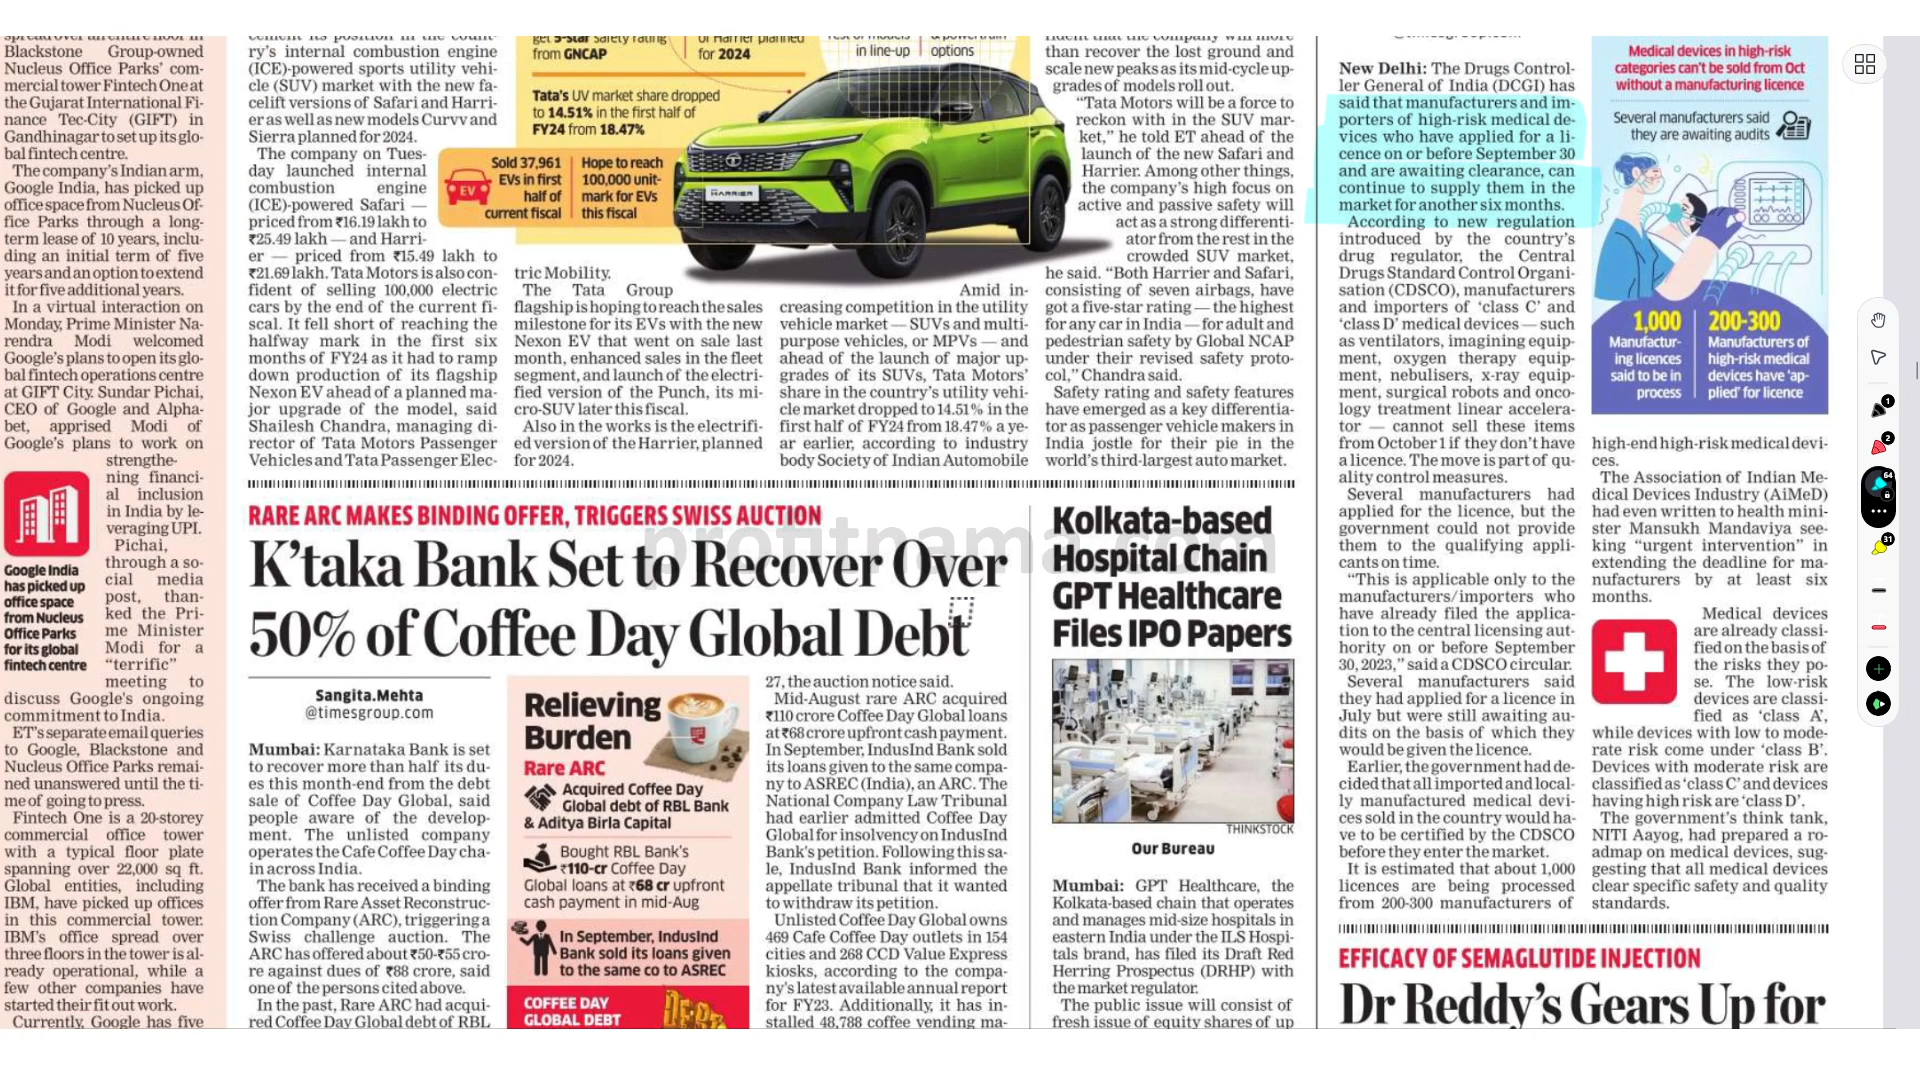 Blackstone Group-owned
Nucleus Office Parks' com-
mercial tower Fintech One at
the Gujarat International Fi-
nance Tec-City (GIFT) in
Gandhinagar to set up its glo-
bal fintech centre.
The company's Indian arm,
Google India, has picked up
office space from Nucleus Of-
fice Parks through a long-
term lease of 10 years, inclu-
ding an initial term of five
years and an option to extend
it for five additional years.
In a virtual interaction on
Monday, Prime Minister Na-
rendra Modi welcomed
Google's plans to open its glo-
bal fintech operations centre
at GIFT City. Sundar Pichai,
CEO of Google and Alpha-
bet, apprised Modi of
Google's plans to work on
strengthe-
ning financi-
al inclusion
in India by le-
veraging UPI.
Pichai,
through a so-
cial media
post, than-
ked the Pri-
me Minister
Modi for a
"terrific"
meeting to
discuss Google's ongoing
commitment to India.
ET's separate email queries
to Google, Blackstone and
Nucleus Office Parks remai-
ned unanswered until the ti-
me of going to press.
Fintech One is a 20-storey
commercial office tower
with a typical floor plate
spanning over 22,000 sq ft.
Global entities, including
IBM, have picked up offices
in this commercial tower.
IBM's office spread over
three floors in the tower is al-
ready operational, while a
few other companies have
started their fit out work.
Currently, Google has five
Google India
has picked up
office space
from Nucleus
Office Parks
for its global
fintech centre
ry's internal combustion engine
(ICE)-powered sports utility vehi-
cle (SUV) market with the new fa-
celift versions of Safari and Harri-
er as well as new models Curvv and
Sierra planned for 2024.
The company on Tues-
day launched internal
combustion engine
(ICE)-powered Safari —
priced from ₹16.19 lakh to
₹25.49 lakh — and Harri-
er — priced from ₹15.49 lakh to
₹21.69 lakh. Tata Motors is also con-
fident of selling 100,000 electric
cars by the end of the current fi-
scal. It fell short of reaching the
halfway mark in the first six
months of FY24 as it had to ramp
down production of its flagship
Nexon EV ahead of a planned ma-
jor upgrade of the model, said
Shailesh Chandra, managing di-
rector of Tata Motors Passenger
Vehicles and Tata Passenger Elec-
get 5-star safety rating
from GNCAP
of Harrier planned
for 2024
in line-up
options
Tata's UV market share dropped
to 14.51% in the first half of
FY24 from 18.47%
EV
Sold 37,961
EVs in first
half of
current fiscal
Hope to reach
100,000 unit-
mark for EVs
this fiscal
HARRIER
tric Mobility.
The Tata Group
flagship is hoping to reach the sales
milestone for its EVs with the new
Nexon EV that went on sale last
month, enhanced sales in the fleet
segment, and launch of the electri-
fied version of the Punch, its mi-
cro-SUV later this fiscal.
Also in the works is the electrifi-
ed version of the Harrier, planned
for 2024.
Amid in-
creasing competition in the utility
vehicle market — SUVs and multi-
purpose vehicles, or MPVs — and
ahead of the launch of major up-
grades of its SUVs, Tata Motors'
share in the country's utility vehi-
cle market dropped to 14.51% in the
first half of FY24 from 18.47% a ye-
ar earlier, according to industry
body Society of Indian Automobile
than recover the lost ground and
scale new peaks as its mid-cycle up-
grades of models roll out.
"Tata Motors will be a force to
reckon with in the SUV mar-
ket," he told ET ahead of the
launch of the new Safari and
Harrier. Among other things,
the company's high focus on
active and passive safety will
act as a strong differenti-
ator from the rest in the
crowded SUV market,
he said. "Both Harrier and Safari,
consisting of seven airbags, have
got a five-star rating — the highest
for any car in India — for adult and
pedestrian safety by Global NCAP
under their revised safety proto-
col," Chandra said.
Safety rating and safety features
have emerged as a key differentia-
tor as passenger vehicle makers in
India jostle for their pie in the
world's third-largest auto market.
RARE ARC MAKES BINDING OFFER, TRIGGERS SWISS AUCTION
K'taka Bank Set to Recover Over
50% of Coffee Day Global Debt
profitnama.com
Sangita.Mehta
@timesgroup.com
Mumbai: Karnataka Bank is set
to recover more than half its du-
es this month-end from the debt
sale of Coffee Day Global, said
people aware of the develop-
ment. The unlisted company
operates the Cafe Coffee Day cha-
in across India.
The bank has received a binding
offer from Rare Asset Reconstruc-
tion Company (ARC), triggering a
Swiss challenge auction. The
ARC has offered about ₹50-₹55 cro-
re against dues of ₹88 crore, said
one of the persons cited above.
In the past, Rare ARC had acqui-
red Coffee Day Global debt of RBL
Relieving
Burden
Rare ARC
Acquired Coffee Day
Global debt of RBL Bank
& Aditya Birla Capital
Bought RBL Bank's
₹110-cr Coffee Day
Global loans at ₹68 cr upfront
cash payment in mid-Aug
In September, IndusInd
Bank sold its loans given
to the same co to ASREC
COFFEE DAY
GLOBAL DEBT
27, the auction notice said.
Mid-August rare ARC acquired
₹110 crore Coffee Day Global loans
at ₹68 crore upfront cash payment.
In September, IndusInd Bank sold
its loans given to the same compa-
ny to ASREC (India), an ARC. The
National Company Law Tribunal
had earlier admitted Coffee Day
Global for insolvency on IndusInd
Bank's petition. Following this sa-
le, IndusInd Bank informed the
appellate tribunal that it wanted
to withdraw its petition.
Unlisted Coffee Day Global owns
469 Cafe Coffee Day outlets in 154
cities and 268 CCD Value Express
kiosks, according to the compa-
ny's latest available annual report
for FY23. Additionally, it has in-
stalled 48,788 coffee vending ma-
Kolkata-based
Hospital Chain
GPT Healthcare
Files IPO Papers
THINKSTOCK
Our Bureau
Mumbai: GPT Healthcare, the
Kolkata-based chain that operates
and manages mid-size hospitals in
eastern India under the ILS Hospi-
tals brand, has filed its Draft Red
Herring Prospectus (DRHP) with
the market regulator.
The public issue will consist of
fresh issue of equity shares of up
New Delhi: The Drugs Control-
ler General of India (DCGI) has
said that manufacturers and im-
porters of high-risk medical de-
vices who have applied for a li-
cence on or before September 30
and are awaiting clearance, can
continue to supply them in the
market for another six months.
According to new regulation
introduced by the country's
drug regulator, the Central
Drugs Standard Control Organi-
sation (CDSCO), manufacturers
and importers of 'class C' and
'class D' medical devices — such
as ventilators, imagining equip-
ment, oxygen therapy equip-
ment, nebulisers, x-ray equip-
ment, surgical robots and onco-
logy treatment linear accelera-
tor — cannot sell these items
from October 1 if they don't have
a licence. The move is part of qu-
ality control measures.
Several manufacturers had
applied for the licence, but the
government could not provide
them to the qualifying appli-
cants on time.
"This is applicable only to the
manufacturers/importers who
have already filed the applica-
tion to the central licensing aut-
hority on or before September
30, 2023," said a CDSCO circular.
Several manufacturers said
they had applied for a licence in
July but were still awaiting au-
dits on the basis of which they
would be given the licence.
Earlier, the government had de-
cided that all imported and local-
ly manufactured medical devi-
ces sold in the country would ha-
ve to be certified by the CDSCO
before they enter the market.
It is estimated that about 1,000
licences are being processed
from 200-300 manufacturers of
Medical devices in high-risk
categories can't be sold from Oct
without a manufacturing licence
Several manufacturers said
they are awaiting audits
1,000
Manufactur-
ing licences
said to be in
process
200-300
Manufacturers of
high-risk medical
devices have 'ap-
plied' for licence
high-end high-risk medical devi-
ces.
The Association of Indian Me-
dical Devices Industry (AiMeD)
had even written to health mini-
ster Mansukh Mandaviya see-
king "urgent intervention" in
extending the deadline for ma-
nufacturers by at least six
months.
Medical devices
are already classi-
fied on the basis of
the risks they po-
se. The low-risk
devices are classi-
fied as 'class A',
while devices with low to mode-
rate risk come under 'class B'.
Devices with moderate risk are
classified as 'class C' and devices
having high risk are 'class D'.
The government's think tank,
NITI Aayog, had prepared a ro-
admap on medical devices, sug-
gesting that all medical devices
clear specific safety and quality
standards.
EFFICACY OF SEMAGLUTIDE INJECTION
Dr Reddy's Gears Up for
1
2
64
31